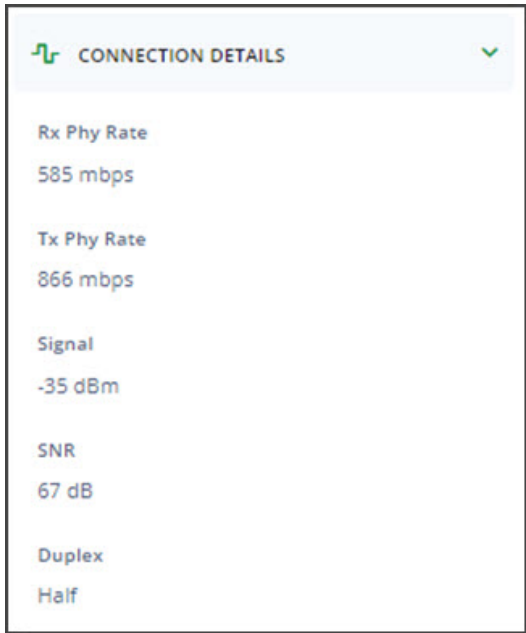 CONNECTION DETAILS
Rx Phy Rate
585 mbps
Tx Phy Rate
866 mbps
Signal
-35 dBm
SNR
67 dB
Duplex
Half